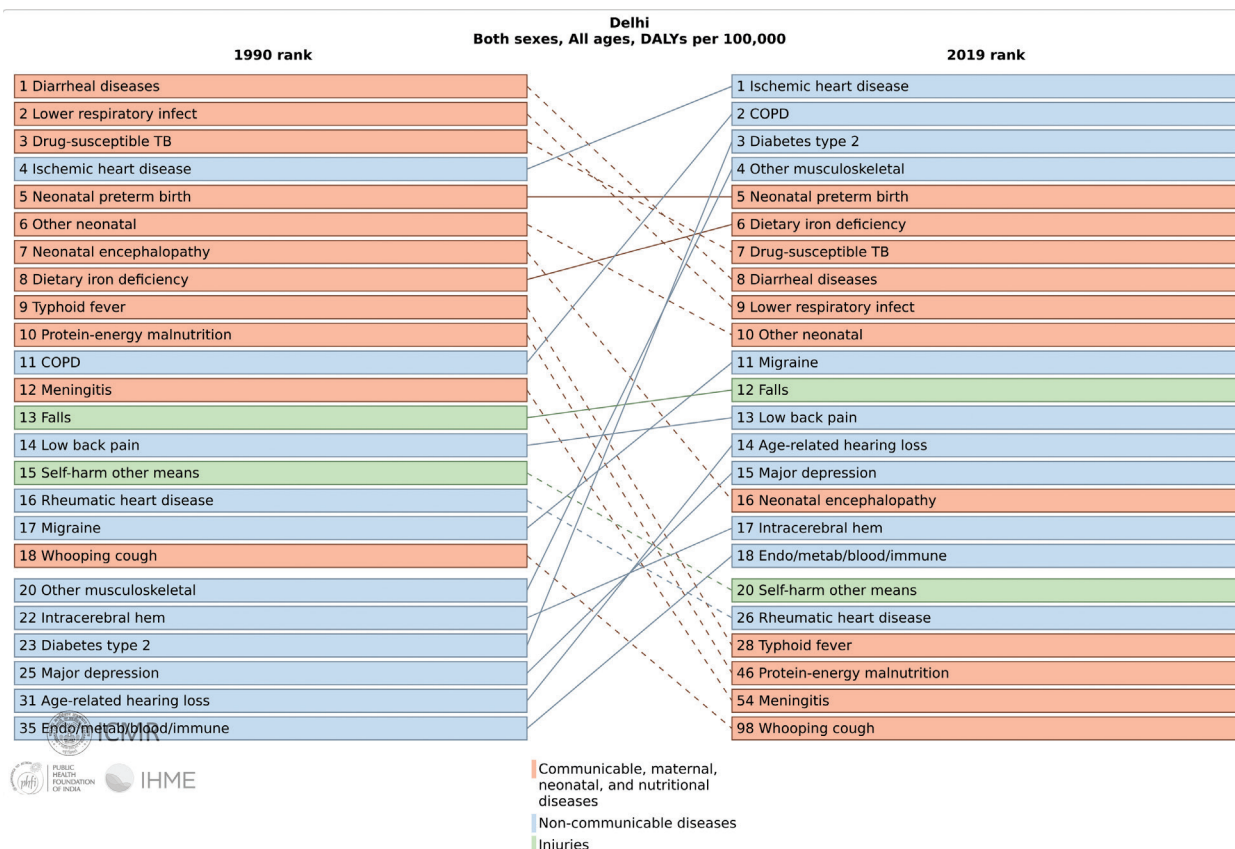 Delhi
Both sexes, All ages, DALYs per 100,000
1990 rank
1 Diarrheal diseases
2 Lower respiratory infect
3 Drug-susceptible TB
4 Ischemic heart disease
5 Neonatal preterm birth
6 Other neonatal
7 Neonatal encephalopathy
8 Dietary iron deficiency
9 Typhoid fever
10 Protein-energy malnutrition
11 COPD
12 Meningitis
13 Falls
14 Low back pain
15 Self-harm other means
16 Rheumatic heart disease
17 Migraine
18 Whooping cough
20 Other musculoskeletal
22 Intracerebral hem
23 Diabetes type 2
25 Major depression
31 Age-related hearing loss
35 Endo/metab/blood/immune
2019 rank
1 Ischemic heart disease
2 COPD
3 Diabetes type 2
4 Other musculoskeletal
5 Neonatal preterm birth
6 Dietary iron deficiency
7 Drug-susceptible TB
8 Diarrheal diseases
9 Lower respiratory infect
10 Other neonatal
11 Migraine
12 Falls
13 Low back pain
14 Age-related hearing loss
15 Major depression
16 Neonatal encephalopathy
17 Intracerebral hem
18 Endo/metab/blood/immune
20 Self-harm other means
26 Rheumatic heart disease
28 Typhoid fever
46 Protein-energy malnutrition
54 Meningitis
98 Whooping cough
ICMR
phfi
PUBLIC
HEALTH
FOUNDATION
OF INDIA
IHME
Communicable, maternal,
neonatal, and nutritional
diseases
Non-communicable diseases
Injuries